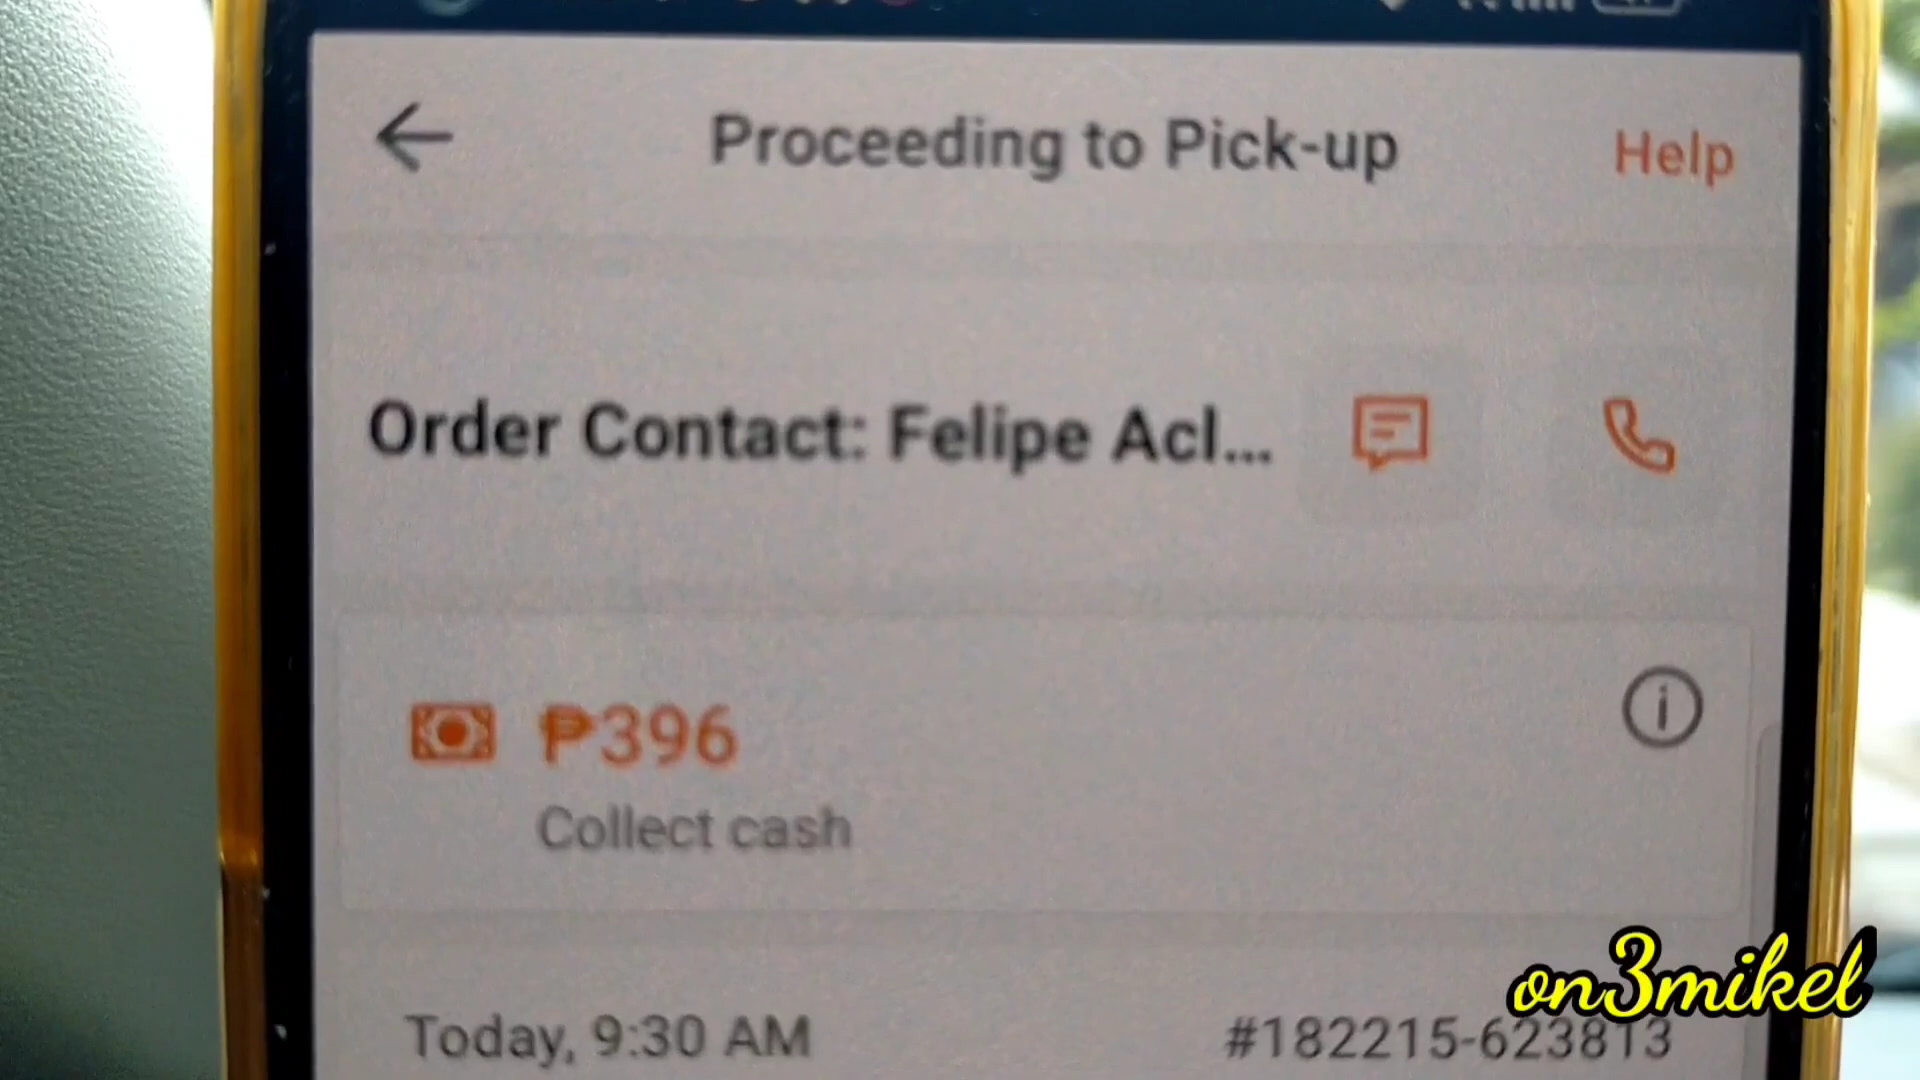 Proceeding to Pick-up
Help
Order Contact: Felipe Acl...
₱396
Collect cash
Today, 9:30 AM
#182215-623813
on3mikel